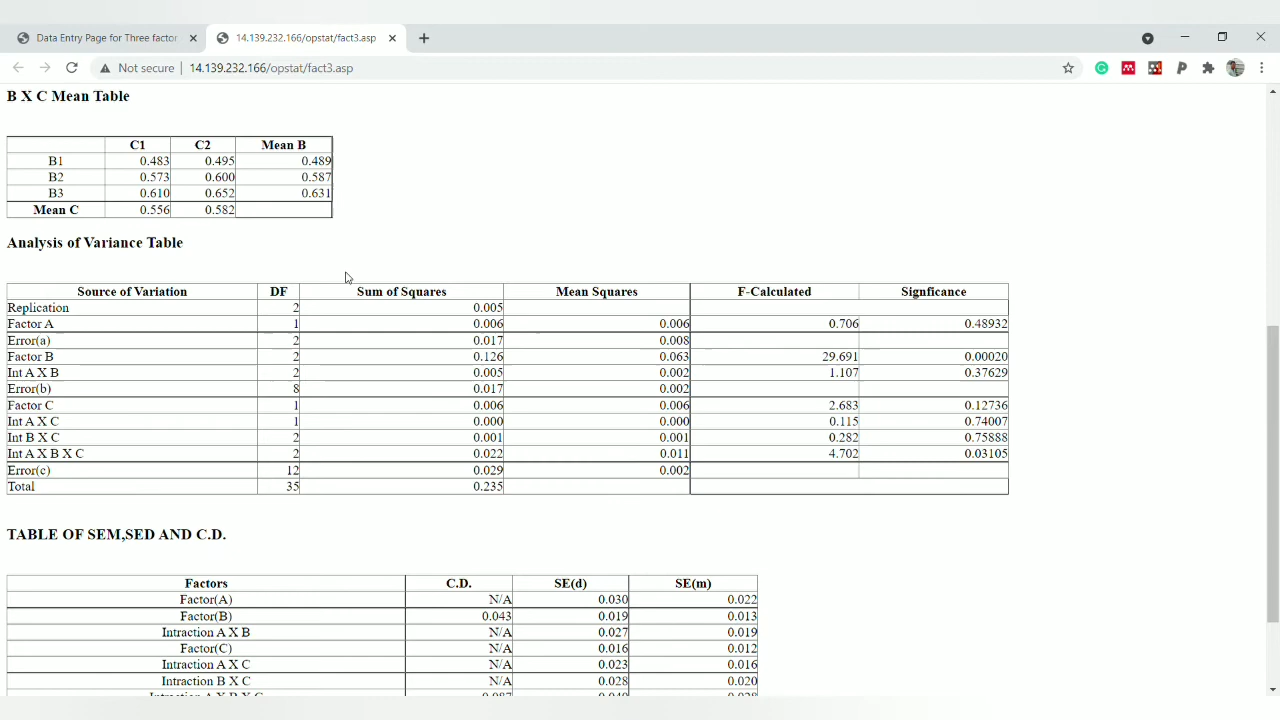 Data Entry Page for Three factor
14.139.232.166/opstat/fact3.asp
Not secure | 14.139.232.166/opstat/fact3.asp
B X C Mean Table
C1 C2 Mean B
B1 0.483 0.495 0.489
B2 0.573 0.600 0.587
B3 0.610 0.652 0.631
Mean C 0.556 0.582
Analysis of Variance Table
Source of Variation DF Sum of Squares Mean Squares F-Calculated Signficance
Replication 2 0.005
Factor A 1 0.006 0.006 0.706 0.48932
Error(a) 2 0.017 0.008
Factor B 2 0.126 0.063 29.691 0.00020
Int A X B 2 0.005 0.002 1.107 0.37629
Error(b) 8 0.017 0.002
Factor C 1 0.006 0.006 2.683 0.12736
Int A X C 1 0.000 0.000 0.115 0.74007
Int B X C 2 0.001 0.001 0.282 0.75888
Int A X B X C 2 0.022 0.011 4.702 0.03105
Error(c) 12 0.029 0.002
Total 35 0.235
TABLE OF SEM,SED AND C.D.
Factors C.D. SE(d) SE(m)
Factor(A) N/A 0.030 0.022
Factor(B) 0.043 0.019 0.013
Intraction A X B N/A 0.027 0.019
Factor(C) N/A 0.016 0.012
Intraction A X C N/A 0.023 0.016
Intraction B X C N/A 0.028 0.020